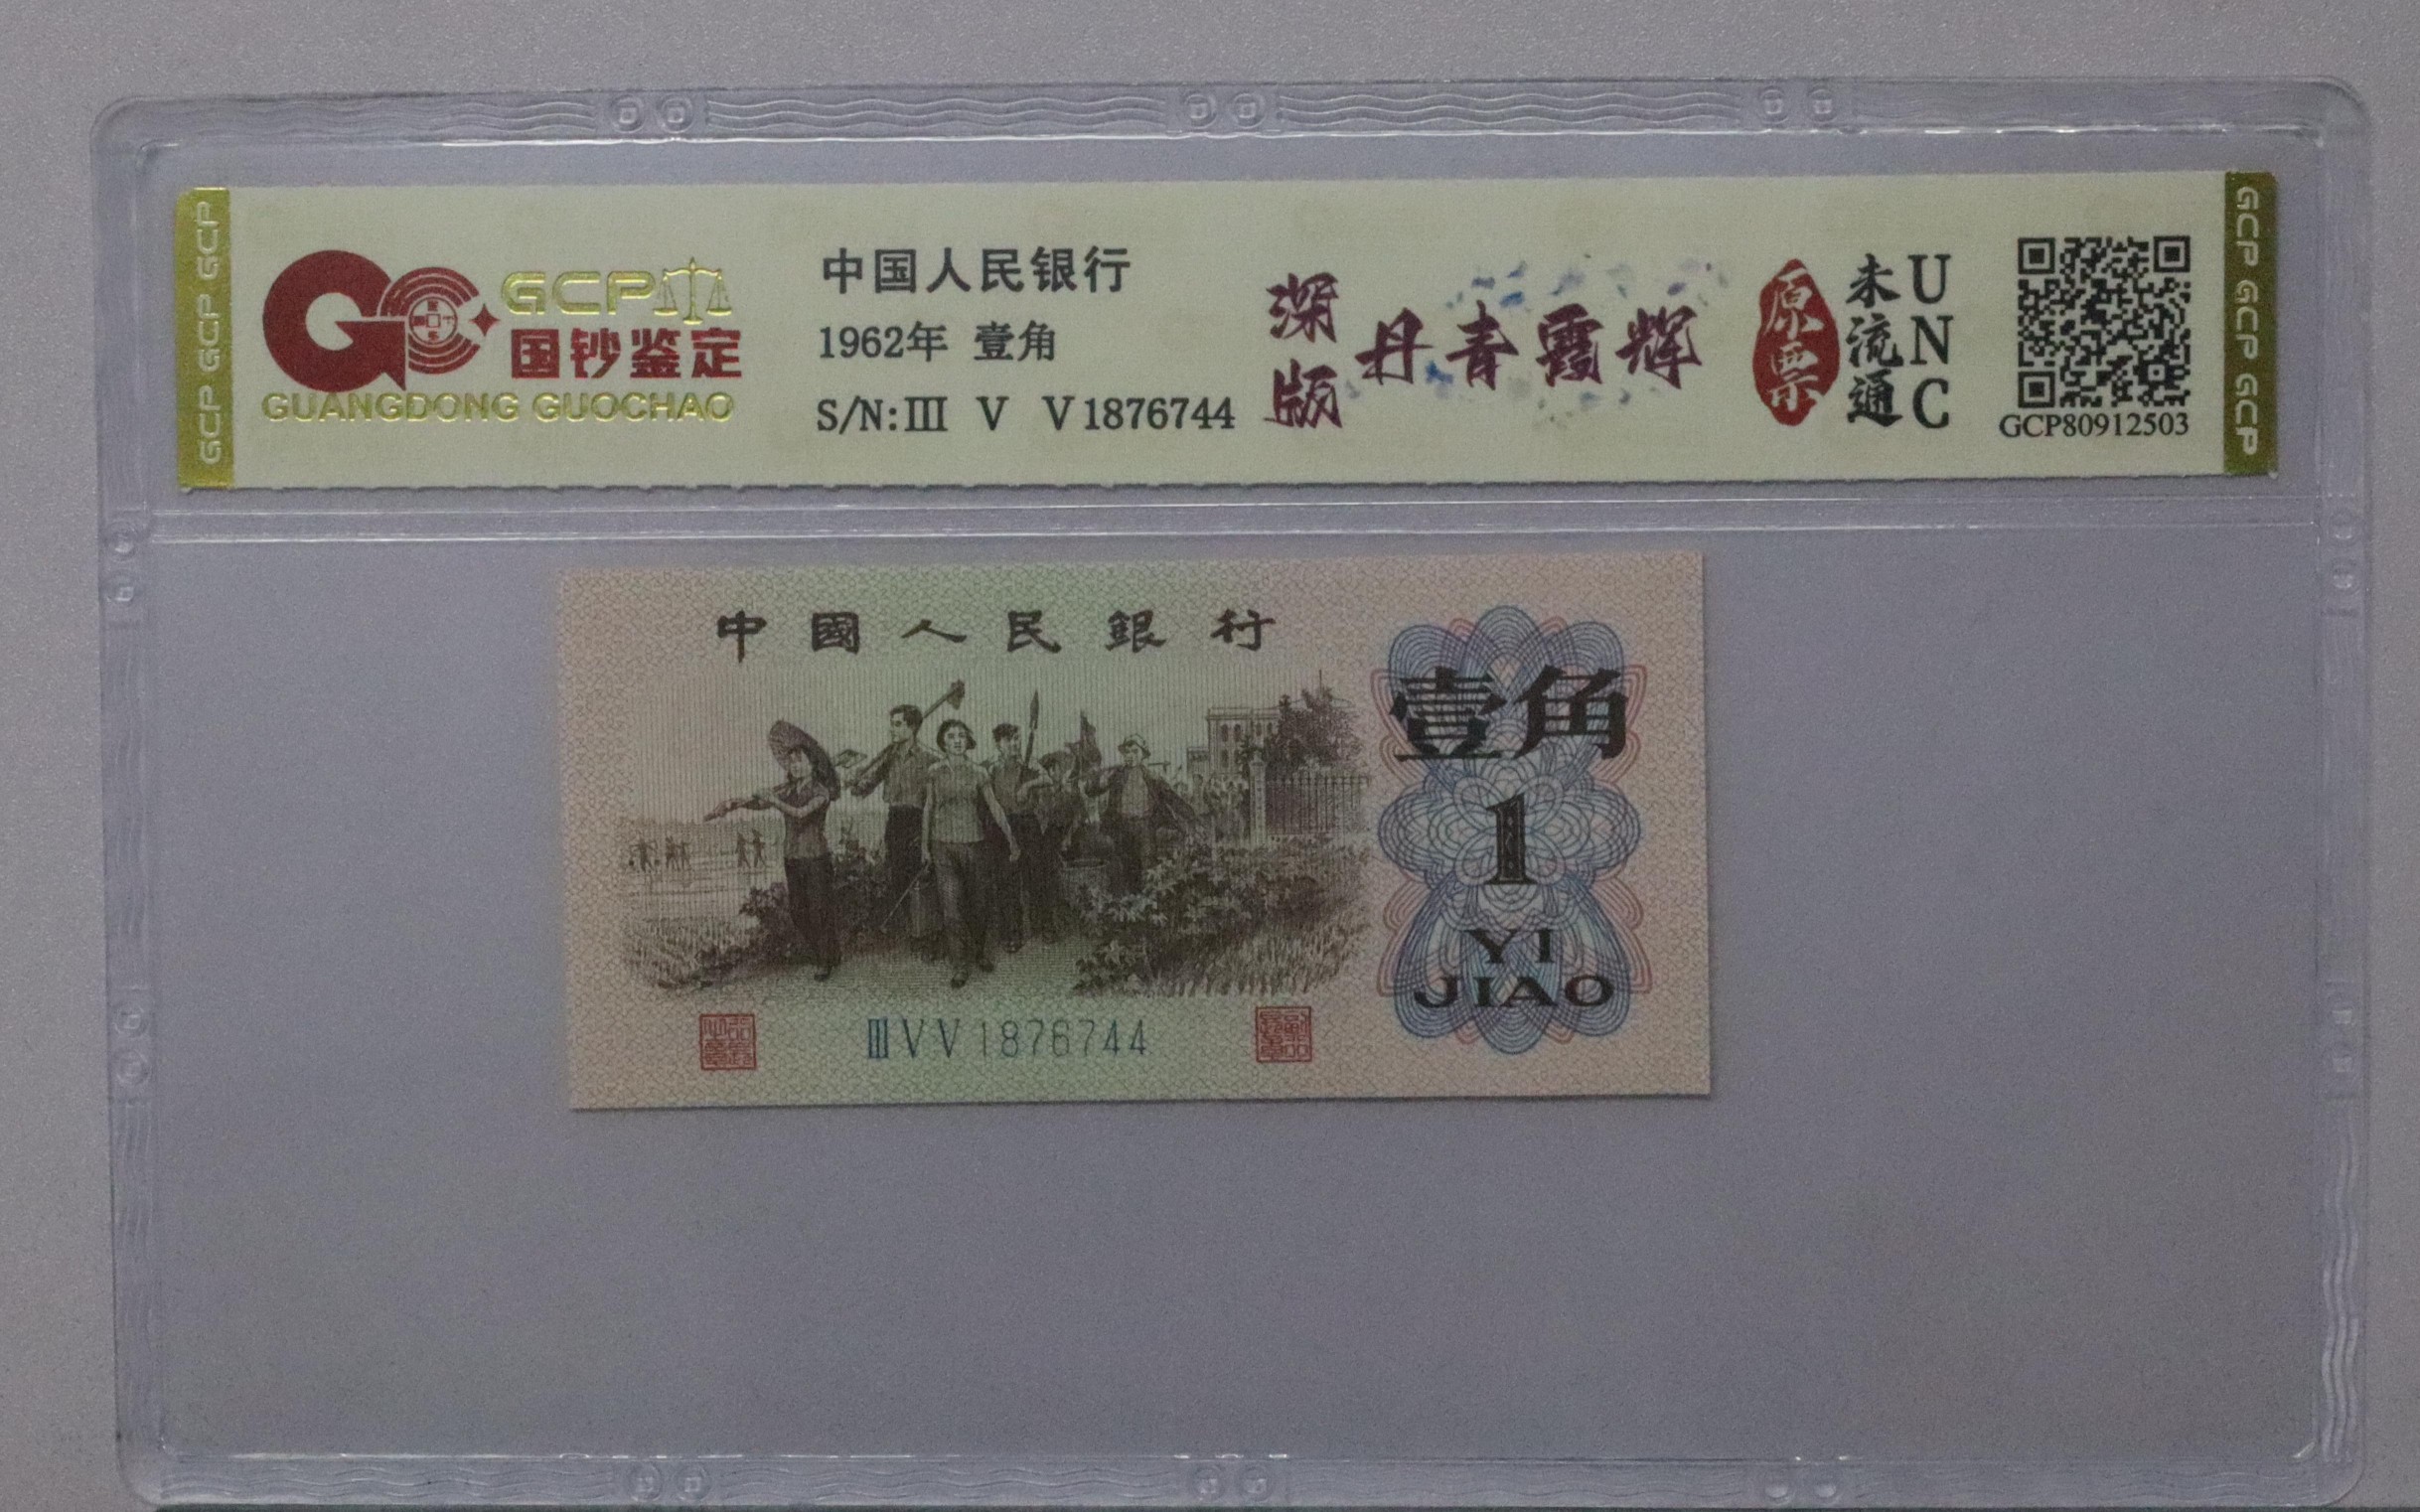 GCP GCP GCP
GCP
国钞鉴定
GUANGDONG GUOCHAO
中国人民银行
1962年 壹角
S/N:Ⅲ V V1876744
深版
丹青霞辉
原票
未流通
UNC
GCP80912503
GCP GCP GCP
中國人民銀行
壹角
1
YI
JIAO
ⅢVV1876744